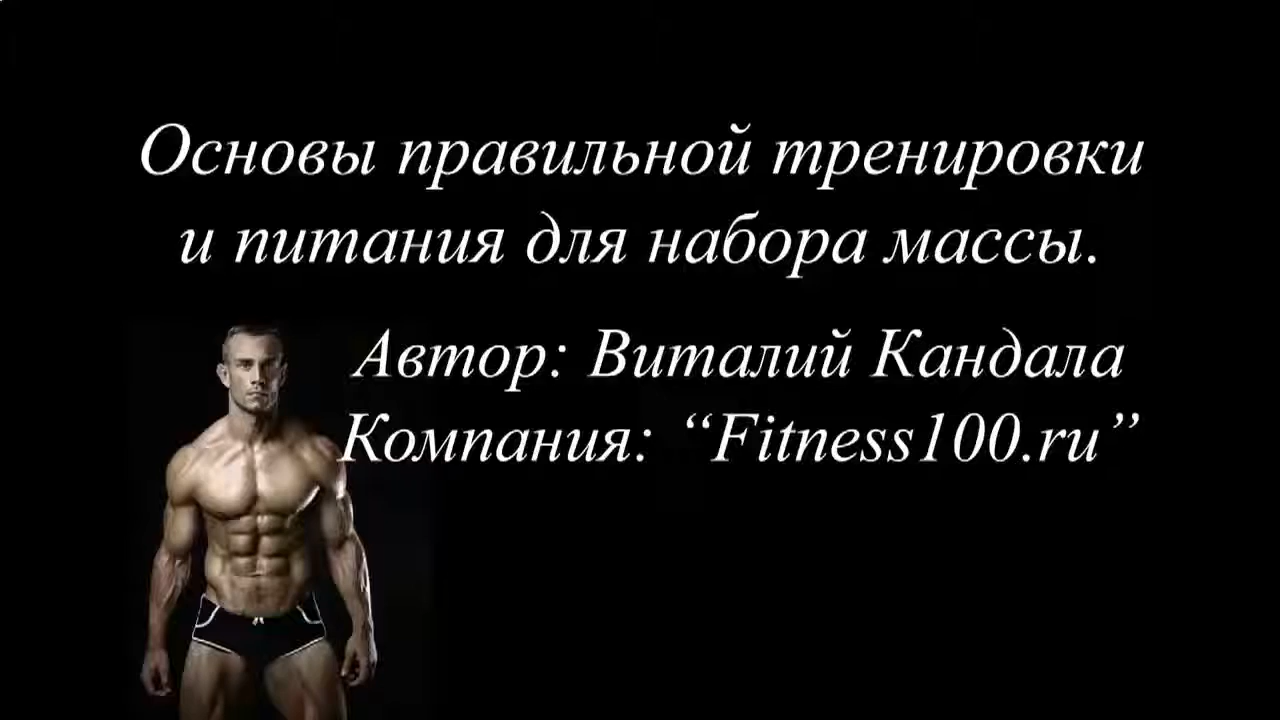 Основы правильной тренировки
и питания для набора массы.
Автор: Виталий Кандала
Компания: “Fitness100.ru”